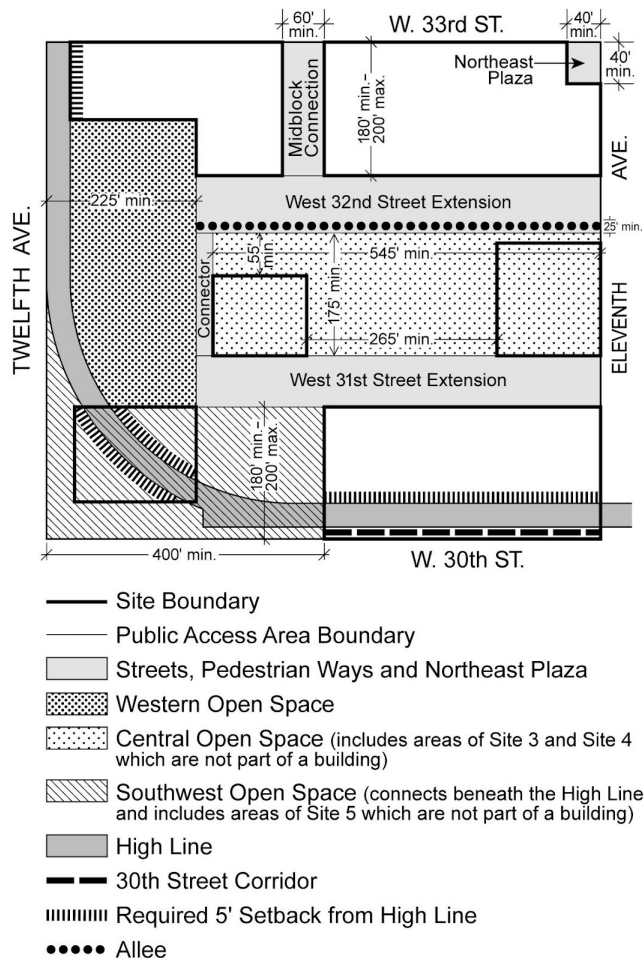 60'
min.
W. 33rd ST.
40'
min.
40'
min.
Northeast
Plaza
Midblock
Connection
180' min.–
200' max.
AVE.
225' min.
West 32nd Street Extension
25' min.
TWELFTH AVE.
Connector
55'
min
545' min.
175' min.
265' min.
ELEVENTH
West 31st Street Extension
180' min.–
200' max.
400' min.
W. 30th ST.
Site Boundary
Public Access Area Boundary
Streets, Pedestrian Ways and Northeast Plaza
Western Open Space
Central Open Space (includes areas of Site 3 and Site 4
which are not part of a building)
Southwest Open Space (connects beneath the High Line
and includes areas of Site 5 which are not part of a building)
High Line
30th Street Corridor
Required 5' Setback from High Line
Allee